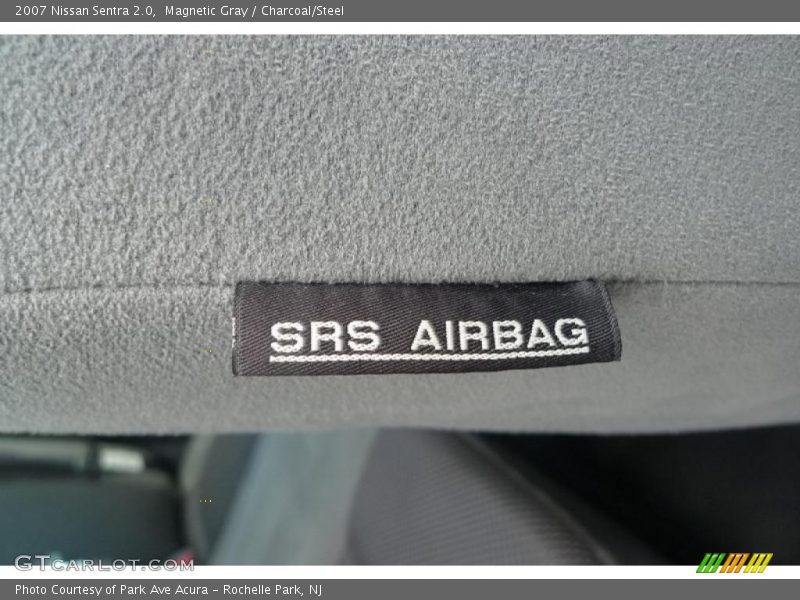 2007 Nissan Sentra 2.0,  Magnetic Gray / Charcoal/Steel
SRS AIRBAG
GTcarlot.com
Photo Courtesy of Park Ave Acura - Rochelle Park, NJ